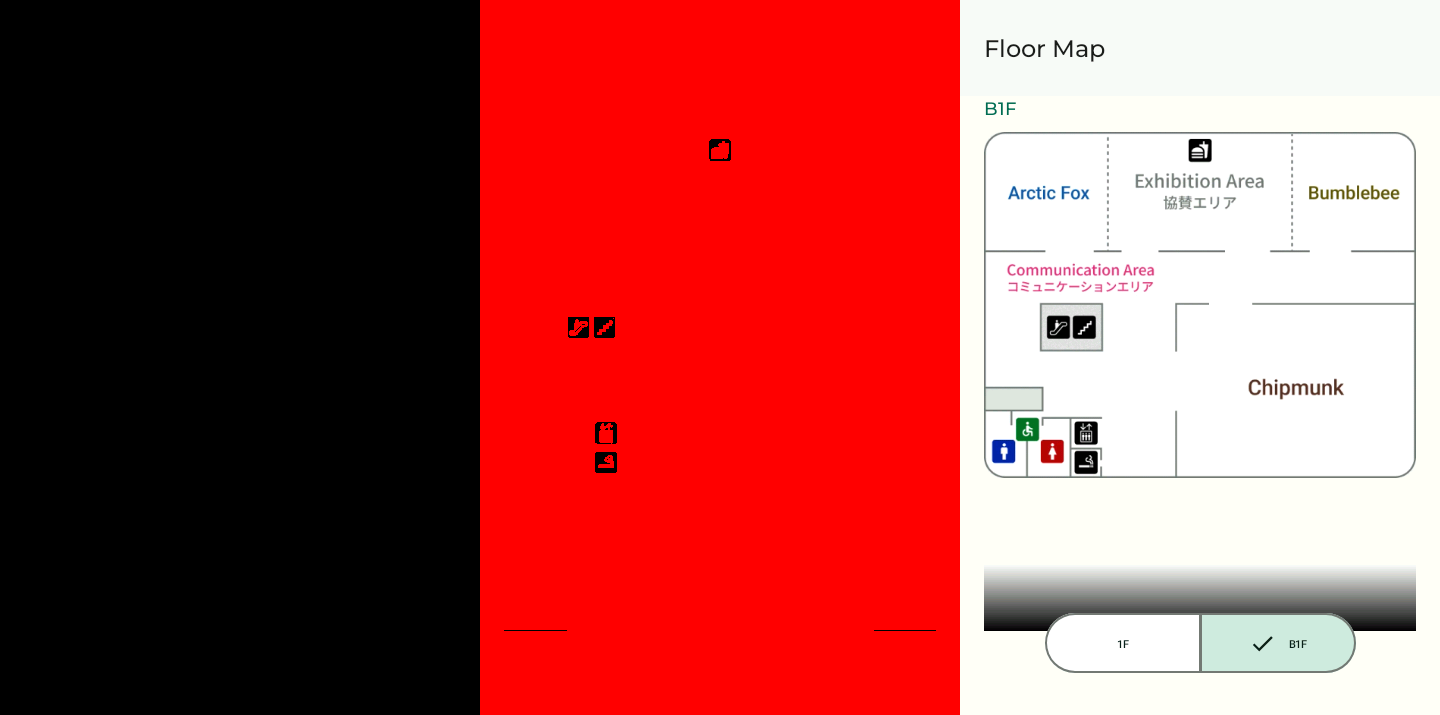 Floor Map
B1F
Arctic Fox
Exhibition Area
協賛エリア
Bumblebee
Communication Area
コミュニケーションエリア
Chipmunk
1F
B1F